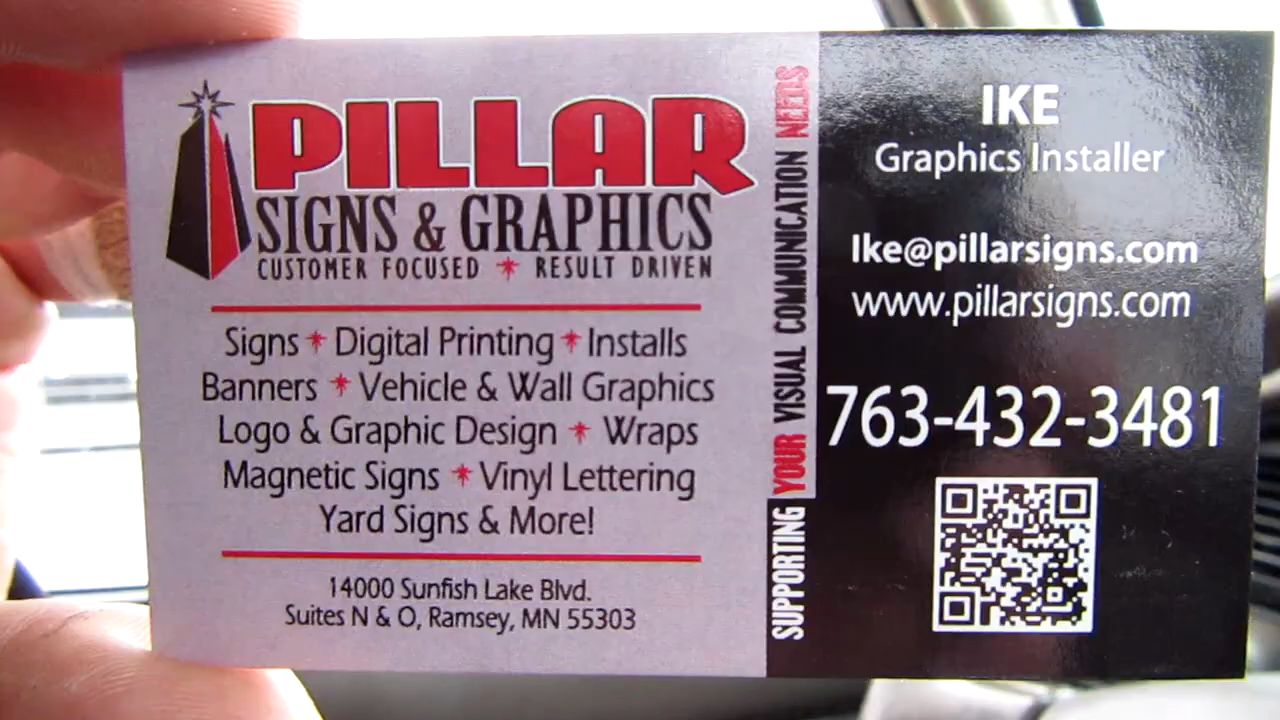 PILLAR
SIGNS & GRAPHICS
CUSTOMER FOCUSED RESULT DRIVEN
Signs Digital Printing Installs
Banners Vehicle & Wall Graphics
Logo & Graphic Design Wraps
Magnetic Signs Vinyl Lettering
Yard Signs & More!
14000 Sunfish Lake Blvd.
Suites N & O, Ramsey, MN 55303
SUPPORTING YOUR VISUAL COMMUNICATION NEEDS
IKE
Graphics Installer
Ike@pillarsigns.com
www.pillarsigns.com
763-432-3481